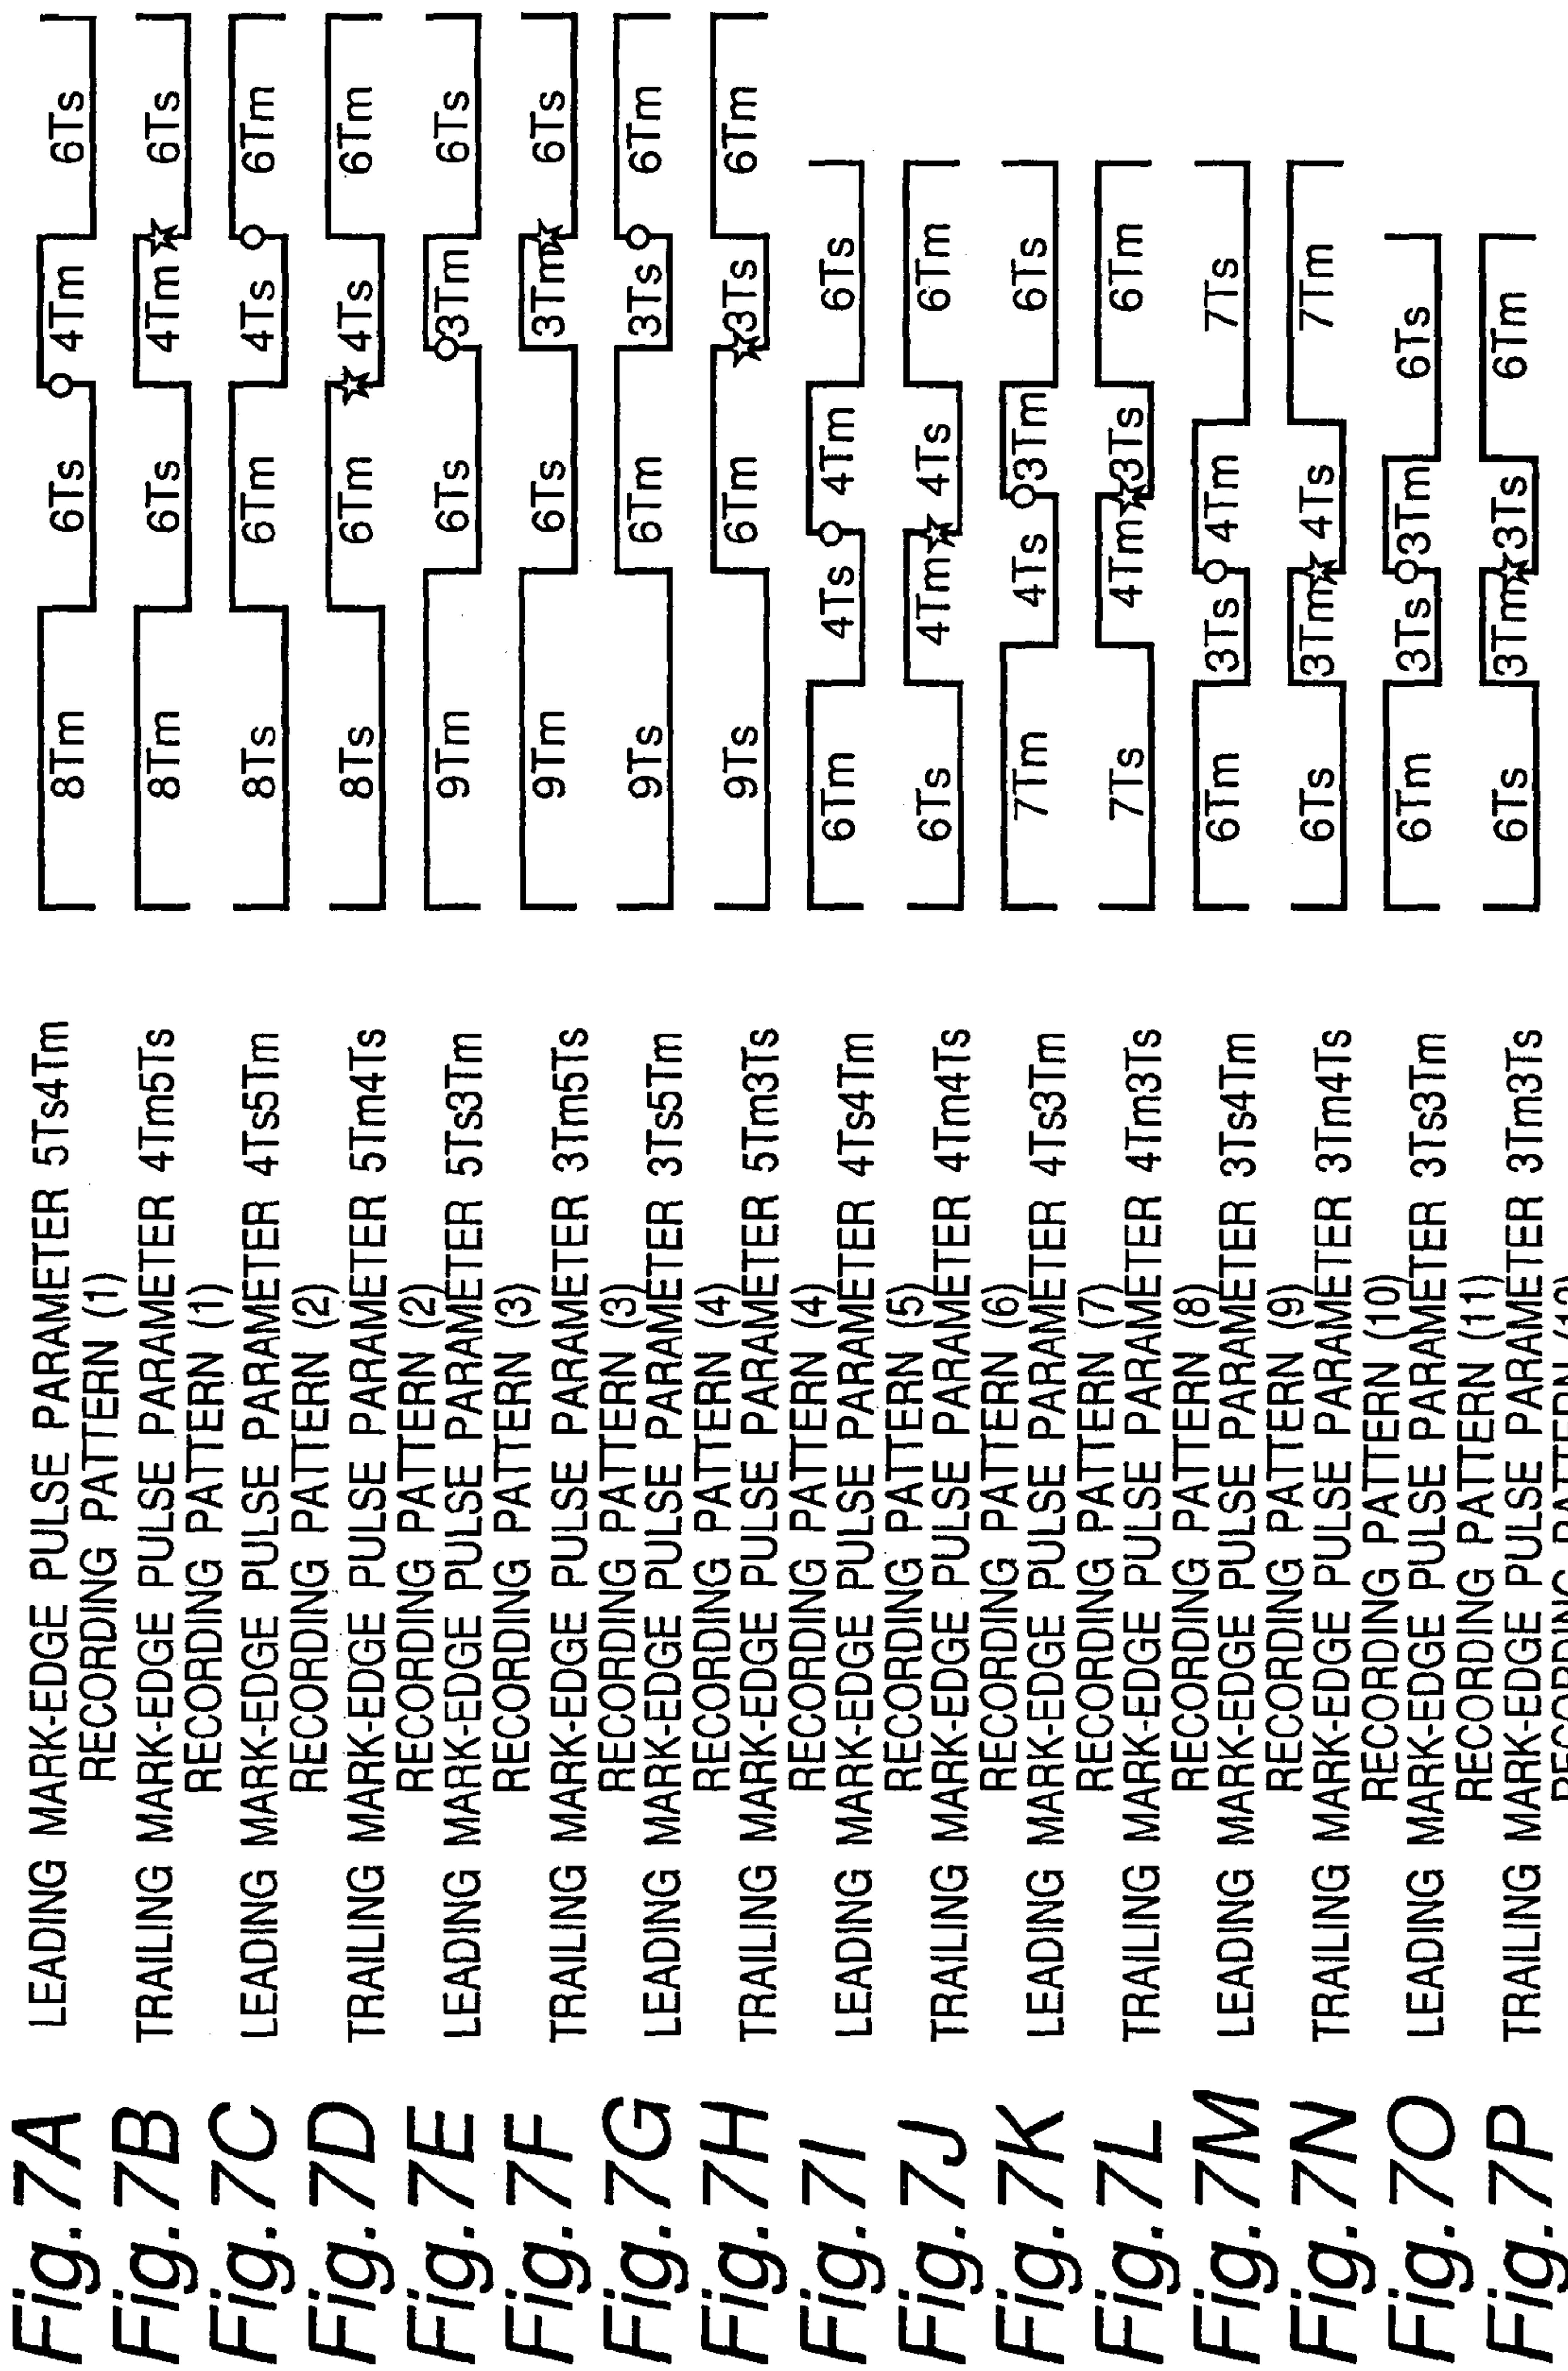 Fig.7A
LEADING MARK-EDGE PULSE PARAMETER 5Ts4Tm
RECORDING PATTERN (1)
8Tm 6Ts 4Tm 6Ts
Fig.7B
TRAILING MARK-EDGE PULSE PARAMETER 4Tm5Ts
RECORDING PATTERN (1)
8Tm 6Ts 4Tm 6Ts
Fig.7C
LEADING MARK-EDGE PULSE PARAMETER 4Ts5Tm
RECORDING PATTERN (2)
8Ts 6Tm 4Ts 6Tm
Fig.7D
TRAILING MARK-EDGE PULSE PARAMETER 5Tm4Ts
RECORDING PATTERN (2)
8Ts 6Tm 4Ts 6Tm
Fig.7E
LEADING MARK-EDGE PULSE PARAMETER 5Ts3Tm
RECORDING PATTERN (3)
9Tm 6Ts 3Tm 6Ts
Fig.7F
TRAILING MARK-EDGE PULSE PARAMETER 3Tm5Ts
RECORDING PATTERN (3)
9Tm 6Ts 3Tm 6Ts
Fig.7G
LEADING MARK-EDGE PULSE PARAMETER 3Ts5Tm
RECORDING PATTERN (4)
9Ts 6Tm 3Ts 6Tm
Fig.7H
TRAILING MARK-EDGE PULSE PARAMETER 5Tm3Ts
RECORDING PATTERN (4)
9Ts 6Tm 3Ts 6Tm
Fig.7I
LEADING MARK-EDGE PULSE PARAMETER 4Ts4Tm
RECORDING PATTERN (5)
6Tm 4Ts 4Tm 6Ts
Fig.7J
TRAILING MARK-EDGE PULSE PARAMETER 4Tm4Ts
RECORDING PATTERN (6)
6Ts 4Tm 4Ts 6Tm
Fig.7K
LEADING MARK-EDGE PULSE PARAMETER 4Ts3Tm
RECORDING PATTERN (7)
7Tm 4Ts 3Tm 6Ts
Fig.7L
TRAILING MARK-EDGE PULSE PARAMETER 4Tm3Ts
RECORDING PATTERN (8)
7Ts 4Tm 3Ts 6Tm
Fig.7M
LEADING MARK-EDGE PULSE PARAMETER 3Ts4Tm
RECORDING PATTERN (9)
6Tm 3Ts 4Tm 7Ts
Fig.7N
TRAILING MARK-EDGE PULSE PARAMETER 3Tm4Ts
RECORDING PATTERN (10)
6Ts 3Tm 4Ts 7Tm
Fig.7O
LEADING MARK-EDGE PULSE PARAMETER 3Ts3Tm
RECORDING PATTERN (11)
6Tm 3Ts 3Tm 6Ts
Fig.7P
TRAILING MARK-EDGE PULSE PARAMETER 3Tm3Ts
RECORDING PATTERN
6Ts 3Tm 3Ts 6Tm